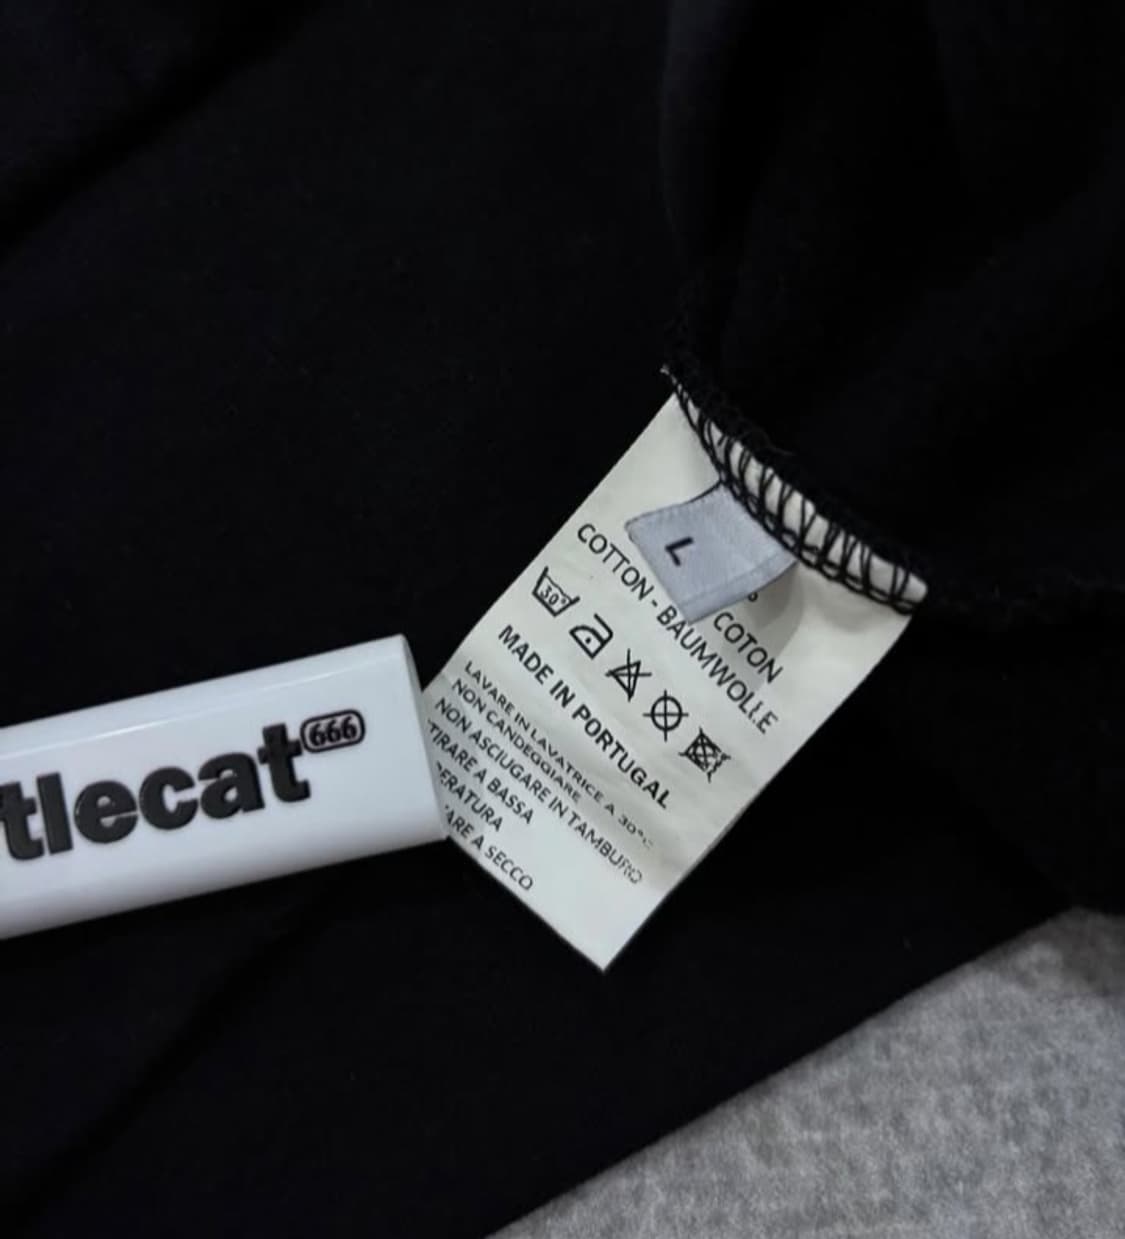 tlecat 666
L
COTON
COTTON - BAUMWOLLE
30°
MADE IN PORTUGAL
LAVARE IN LAVATRICE A 30°C
NON CANDEGGIARE
NON ASCIUGARE IN TAMBURO
TIRARE A BASSA
ERATURA
ARE A SECCO